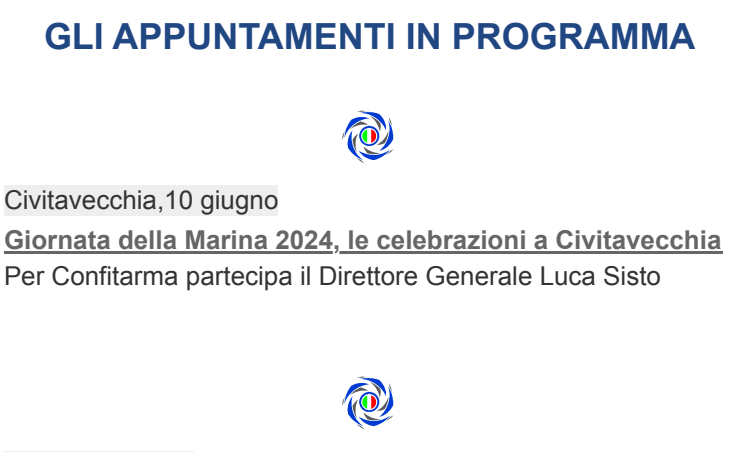 GLI APPUNTAMENTI IN PROGRAMMA
Civitavecchia,10 giugno
Giornata della Marina 2024, le celebrazioni a Civitavecchia
Per Confitarma partecipa il Direttore Generale Luca Sisto